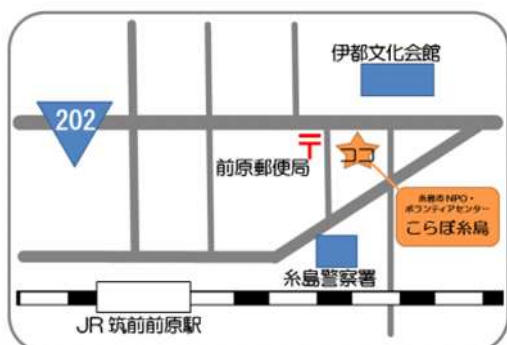 伊都文化会館
202
〒
ココ
前原郵便局
糸島市NPO・
ボランティアセンター
こらぼ糸島
糸島警察署
JR 筑前前原駅